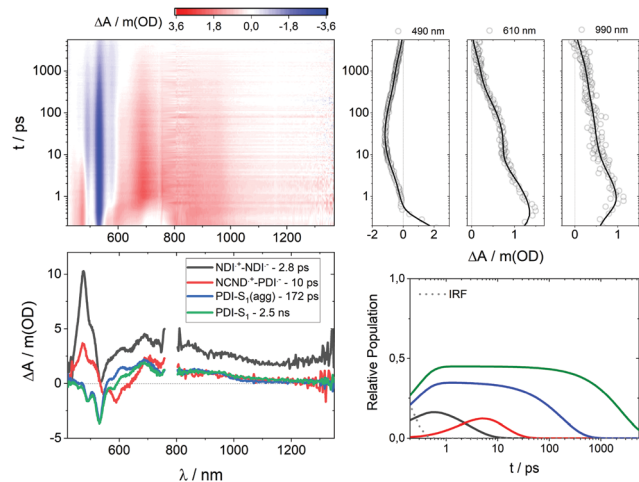 ΔA / m(OD)
3,6 1,8 0,0 -1,8 -3,6
t / ps
1000
100
10
1
600 800 1000 1200
490 nm
610 nm
990 nm
1000
100
10
1
-2 0 2
0 1
0 1
ΔA / m(OD)
ΔA / m(OD)
10
5
0
-5
NDI·⁺-NDI·⁻ - 2.8 ps
NCND·⁺-PDI·⁻ - 10 ps
PDI-S₁(agg) - 172 ps
PDI-S₁ - 2.5 ns
600 800 1000 1200
λ / nm
Relative Population
1,0
0,5
0,0
IRF
1 10 100 1000
t / ps